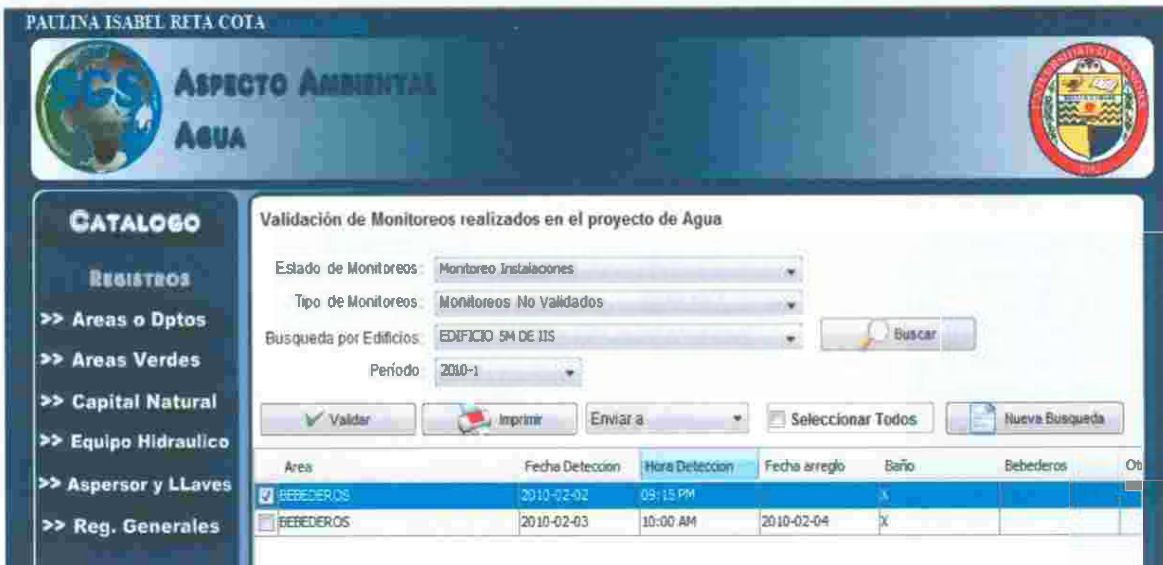 PAULINA ISABEL RETA COTA
SGS
ASPECTO AMBIENTAL
AGUA
CATALOGO
REGISTROS
>> Areas o Dptos
>> Areas Verdes
>> Capital Natural
>> Equipo Hidraulico
>> Aspersor y LLaves
>> Reg. Generales
Validación de Monitoreos realizados en el proyecto de Agua
Estado de Monitoreos: Monitoreo Instalaciones
Tipo de Monitoreos: Monitoreos No Validados
Busqueda por Edificios: EDIFICIO 5M DE IIS Buscar
Período 2010-1
Validar Imprimir Enviar a Seleccionar Todos Nueva Busqueda
Area Fecha Deteccion Hora Deteccion Fecha arreglo Baño Bebederos Ot
BEBEDEROS 2010-02-02 09:15 PM X
BEBEDEROS 2010-02-03 10:00 AM 2010-02-04 X